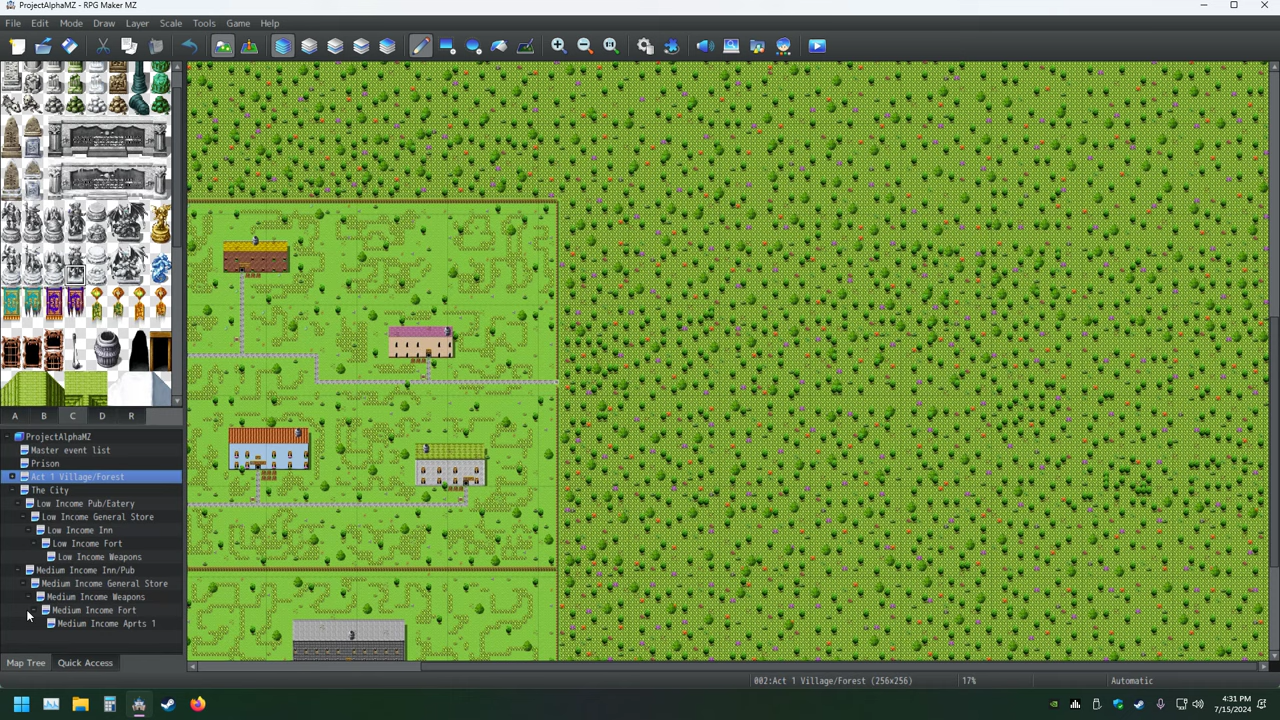 ProjectAlphaMZ - RPG Maker MZ
File Edit Mode Draw Layer Scale Tools Game Help
A B C D R
ProjectAlphaMZ
Master event list
Prison
Act 1 Village/Forest
The City
Low Income Pub/Eatery
Low Income General Store
Low Income Inn
Low Income Fort
Low Income Weapons
Medium Income Inn/Pub
Medium Income General Store
Medium Income Weapons
Medium Income Fort
Medium Income Aprts 1
Map Tree Quick Access
002:Act 1 Village/Forest (256x256) 17% Automatic
4:31 PM
7/15/2024